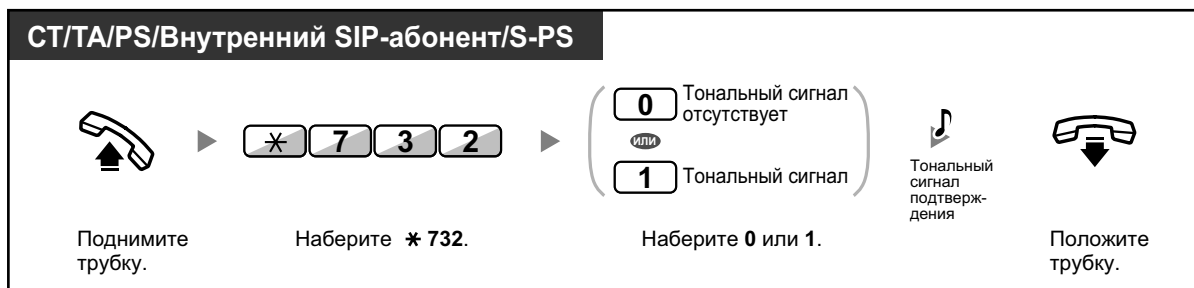 СТ/ТА/PS/Внутренний SIP-абонент/S-PS
0 Тональный сигнал
отсутствует
или
1 Тональный сигнал
* 7 3 2
Тональный
сигнал
подтверж-
дения
Поднимите
трубку.
Наберите * 732.
Наберите 0 или 1.
Положите
трубку.